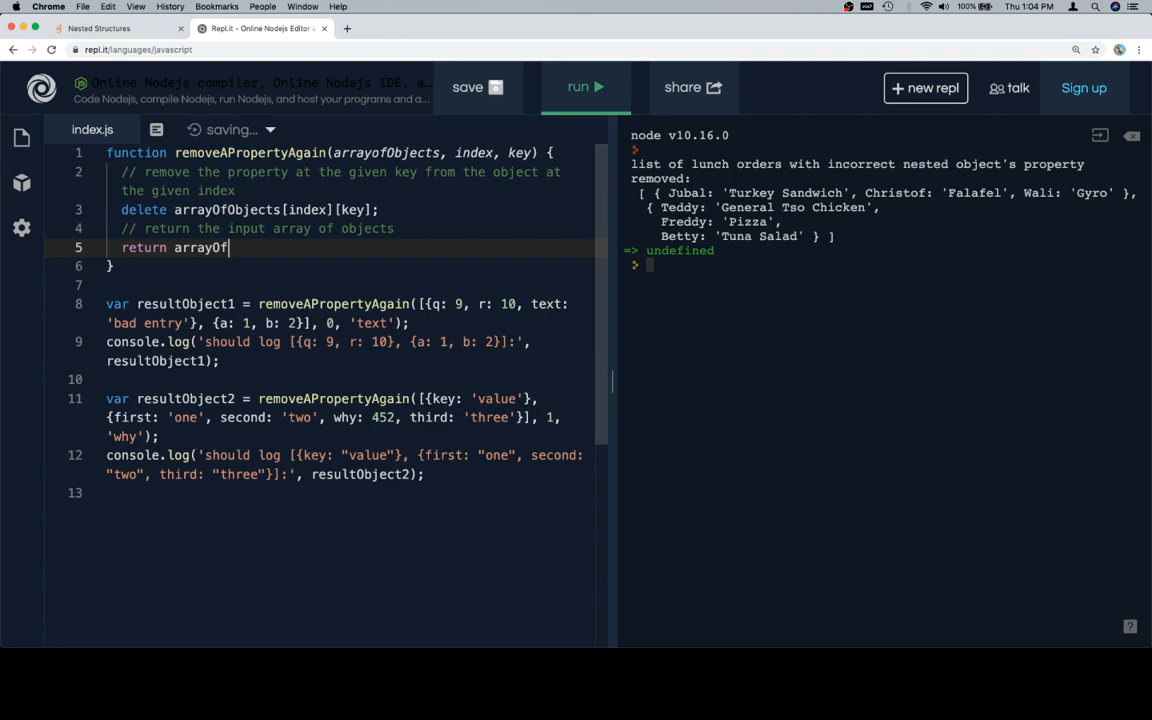 Chrome File Edit View History Bookmarks People Window Help 100% Thu 1:04 PM
Nested Structures × Repl.it - Online Nodejs Editor a × +
repl.it/languages/javascript
Online Nodejs compiler, Online Nodejs IDE, a...
Code Nodejs, compile Nodejs, run Nodejs, and host your programs and a...
save run share + new repl talk Sign up
index.js saving...
1 function removeAPropertyAgain(arrayofObjects, index, key) {
2 // remove the property at the given key from the object at
the given index
3 delete arrayOfObjects[index][key];
4 // return the input array of objects
5 return arrayOf
6 }
7
8 var resultObject1 = removeAPropertyAgain([{q: 9, r: 10, text:
'bad entry'}, {a: 1, b: 2}], 0, 'text');
9 console.log('should log [{q: 9, r: 10}, {a: 1, b: 2}]:',
resultObject1);
10
11 var resultObject2 = removeAPropertyAgain([{key: 'value'},
{first: 'one', second: 'two', why: 452, third: 'three'}], 1,
'why');
12 console.log('should log [{key: "value"}, {first: "one", second:
"two", third: "three"}]:', resultObject2);
13
node v10.16.0
list of lunch orders with incorrect nested object's property
removed:
[ { Jubal: 'Turkey Sandwich', Christof: 'Falafel', Wali: 'Gyro' },
{ Teddy: 'General Tso Chicken',
Freddy: 'Pizza',
Betty: 'Tuna Salad' } ]
=> undefined
?